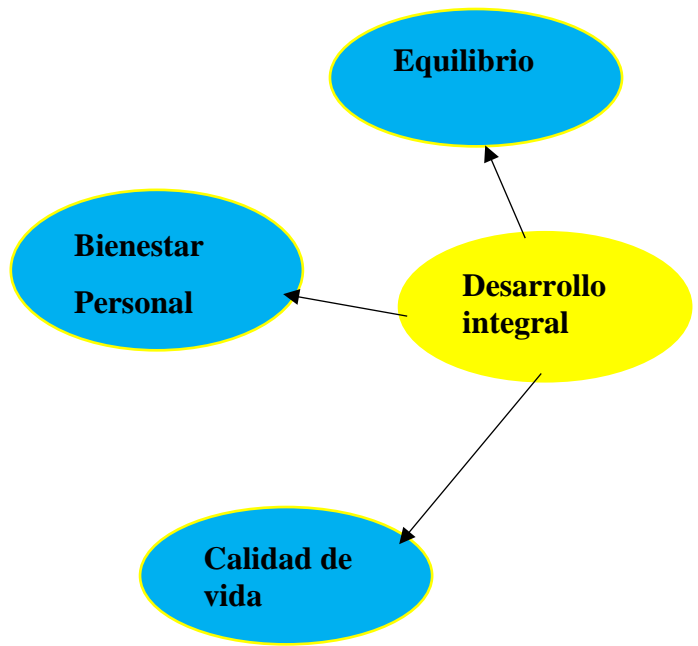 Equilibrio
Bienestar
Personal
Desarrollo
integral
Calidad de
vida